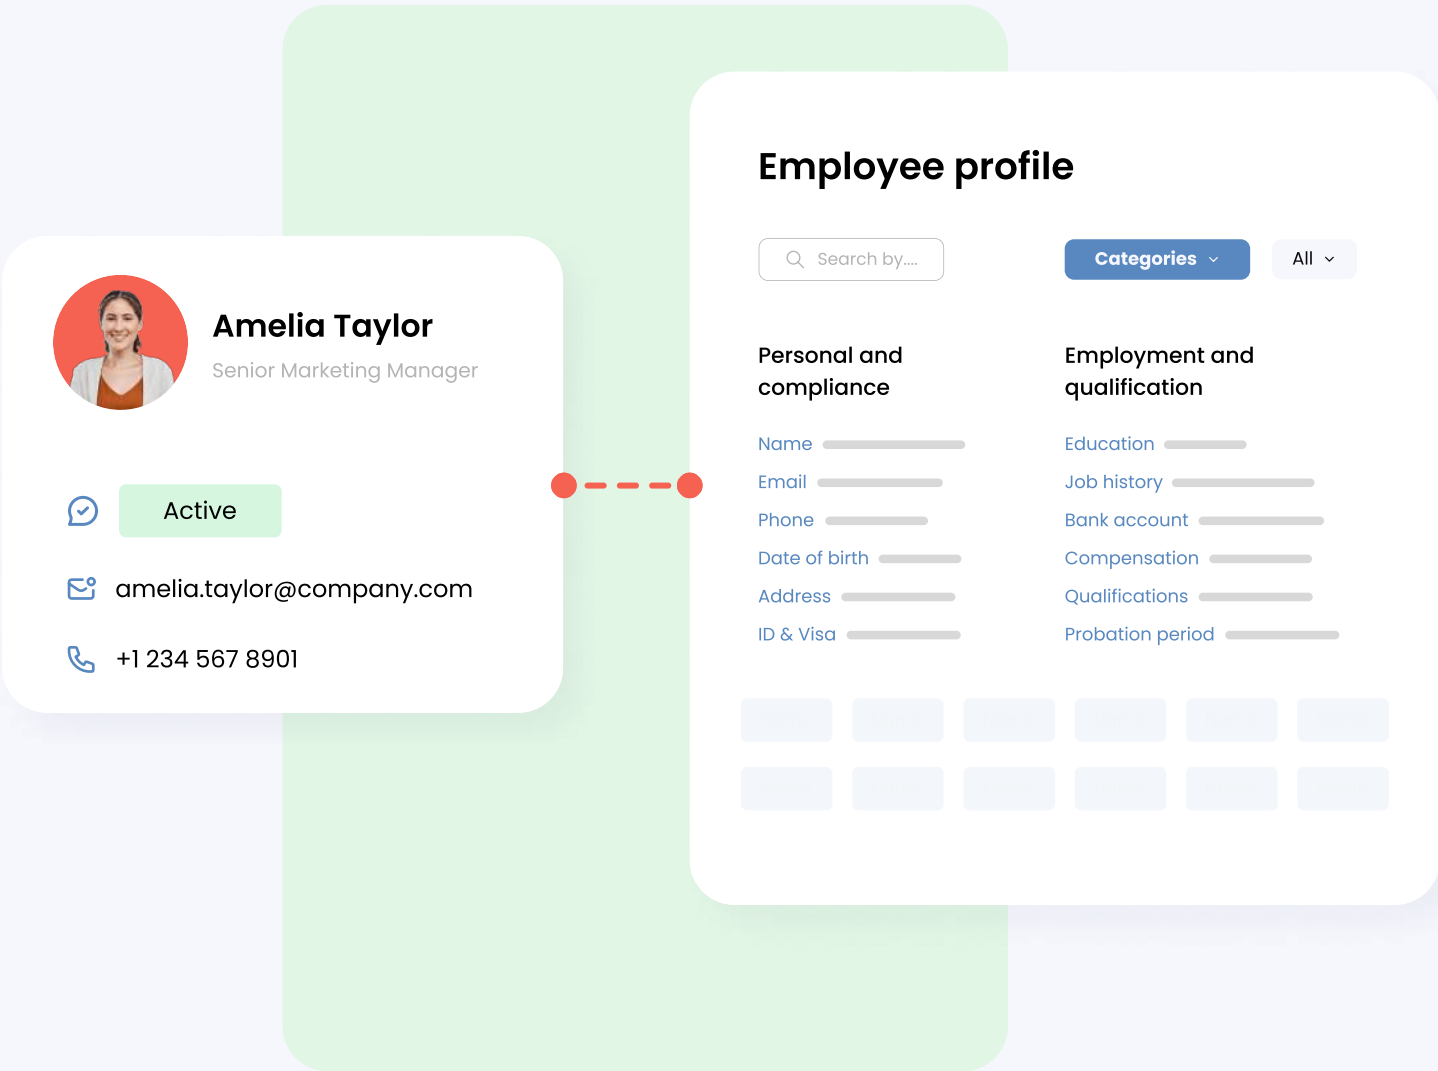 Amelia Taylor
Senior Marketing Manager
Active
amelia.taylor@company.com
+1 234 567 8901
Employee profile
Search by....
Categories
All
Personal and
compliance
Name
Email
Phone
Date of birth
Address
ID & Visa
Employment and
qualification
Education
Job history
Bank account
Compensation
Qualifications
Probation period